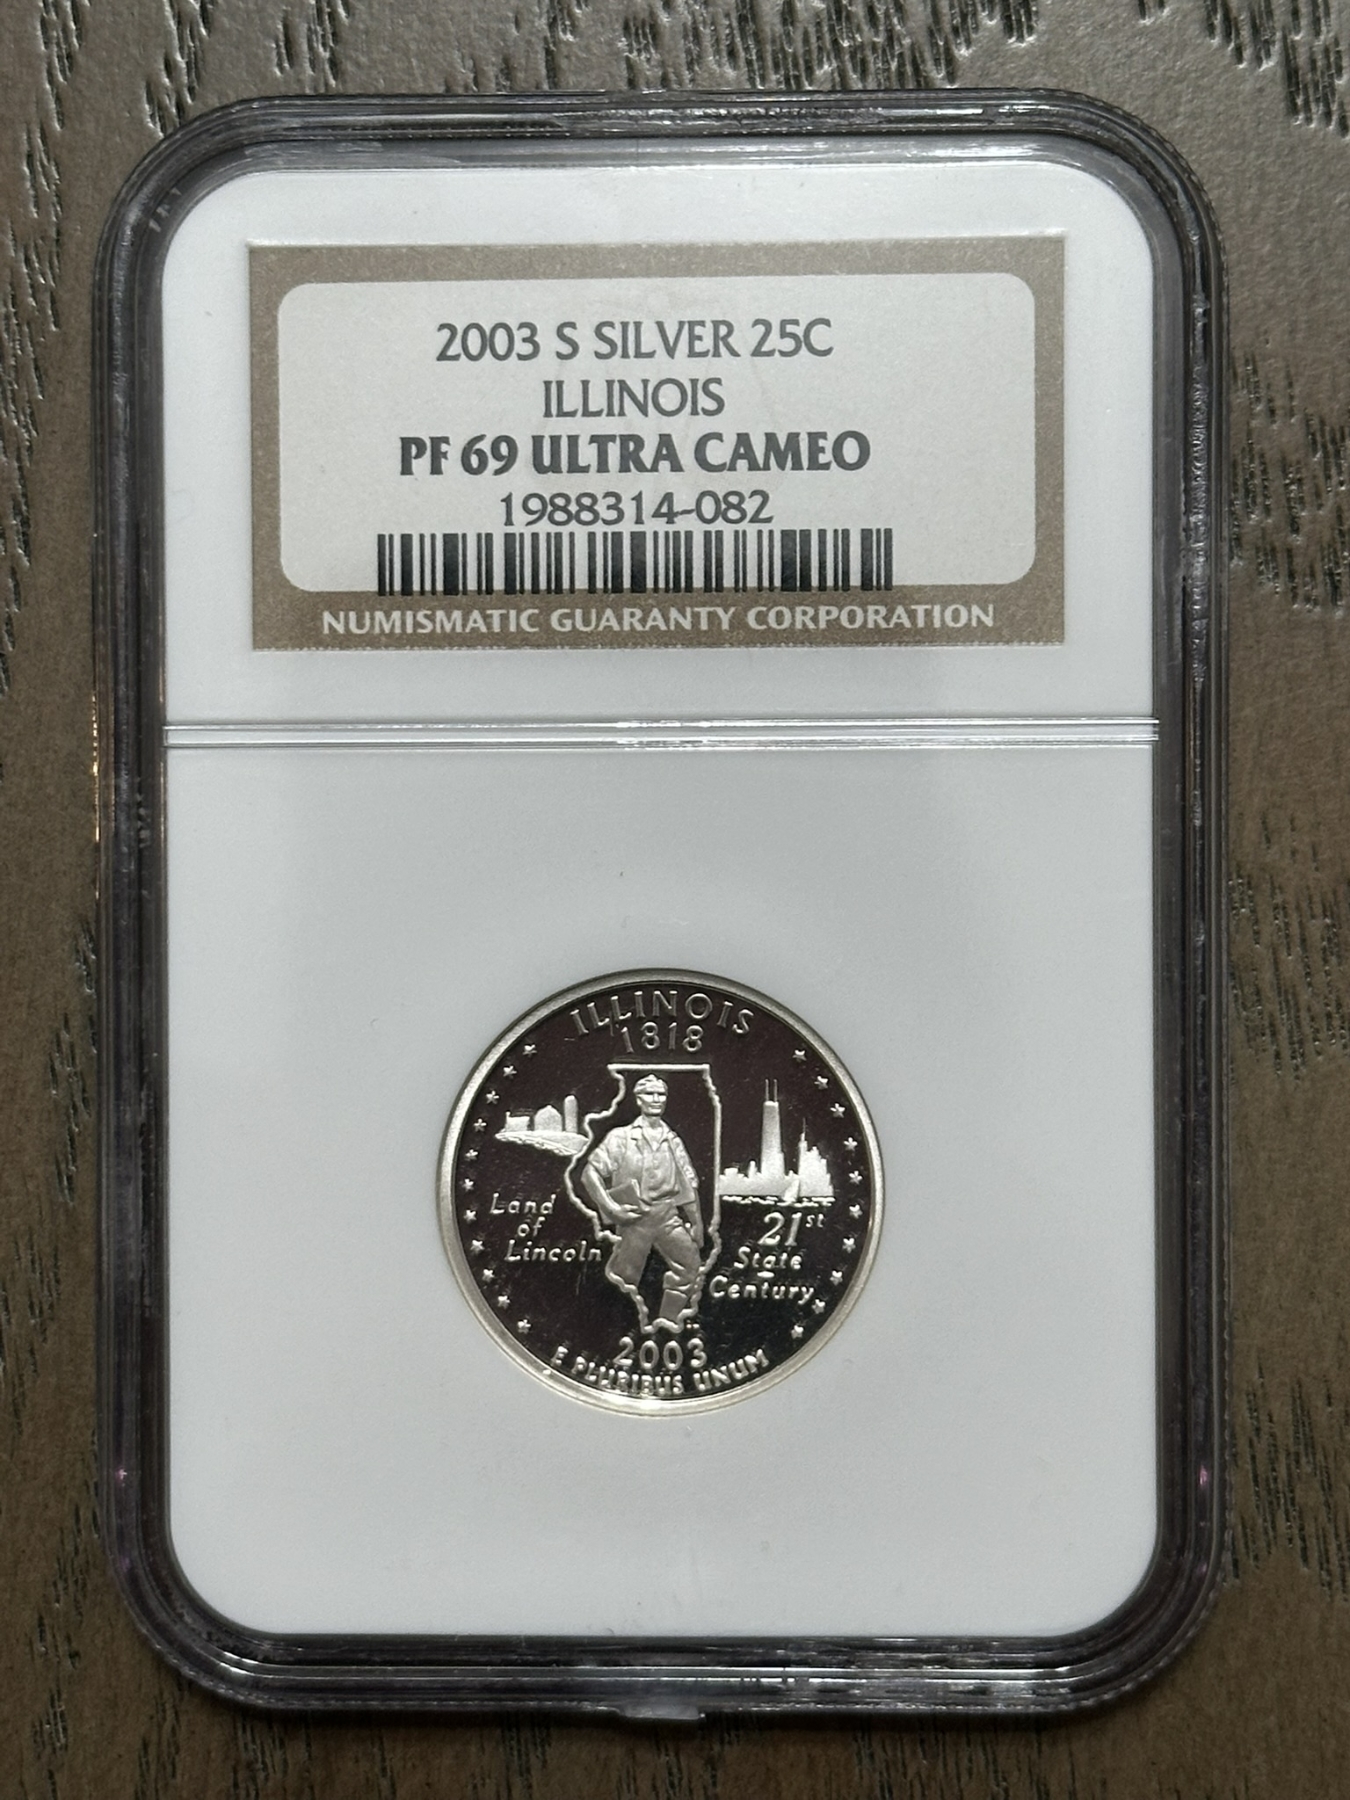 2003 S SILVER 25C
ILLINOIS
PF 69 ULTRA CAMEO
1988314-082
NUMISMATIC GUARANTY CORPORATION
ILLINOIS
1818
Land
of
Lincoln
21st
State
Century
2003
E PLURIBUS UNUM